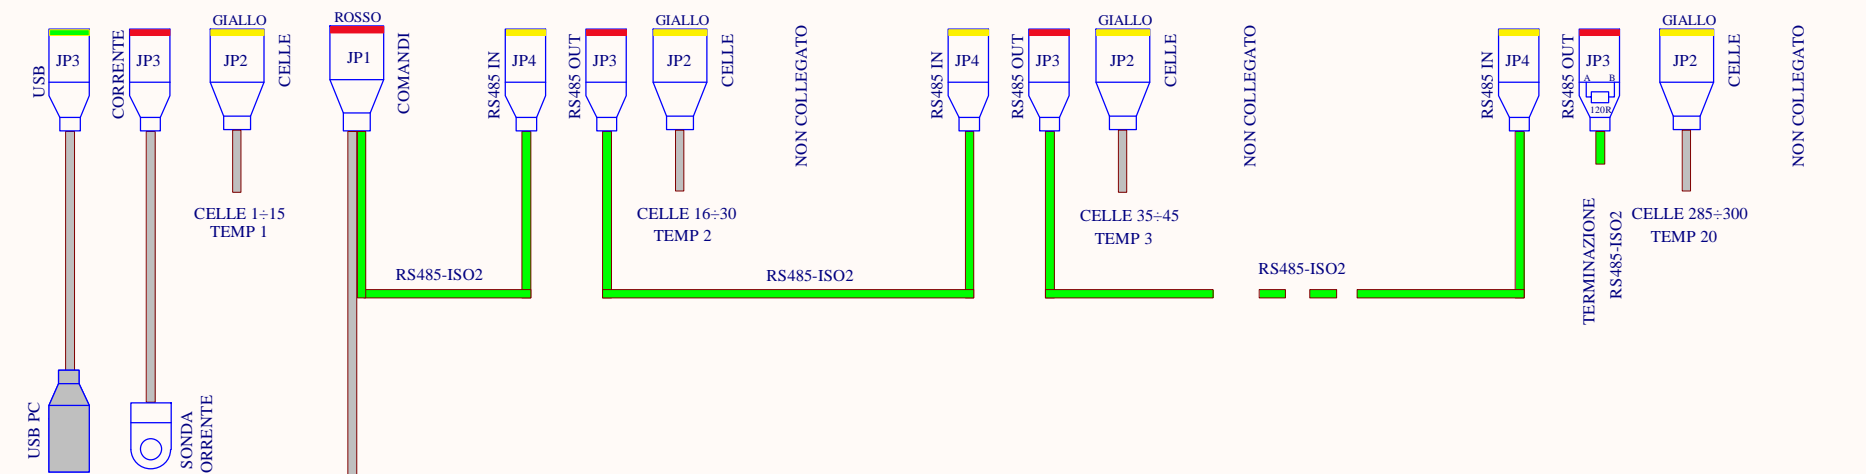 USB
JP3
CORRENTE
JP3
GIALLO
JP2
CELLE
CELLE 1÷15
TEMP 1
ROSSO
JP1
COMANDI
RS485 IN
JP4
RS485 OUT
JP3
GIALLO
JP2
CELLE
CELLE 16÷30
TEMP 2
NON COLLEGATO
RS485 IN
JP4
RS485 OUT
JP3
GIALLO
JP2
CELLE
CELLE 35÷45
TEMP 3
NON COLLEGATO
RS485 IN
JP4
RS485 OUT
JP3
A B
120R
GIALLO
JP2
CELLE
CELLE 285÷300
TEMP 20
NON COLLEGATO
TERMINAZIONE
RS485-ISO2
RS485-ISO2
RS485-ISO2
RS485-ISO2
USB PC
SONDA
ORRENTE